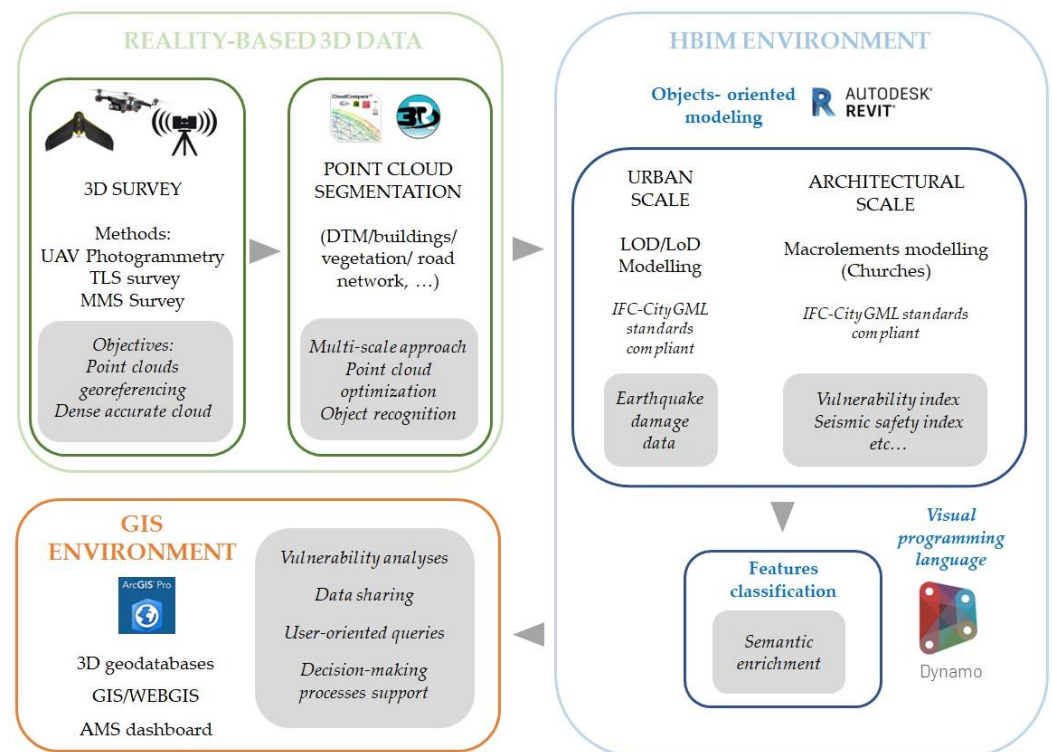 REALITY-BASED 3D DATA
3D SURVEY
Methods:
UAV Photogrammetry
TLS survey
MMS Survey
Objectives:
Point clouds
georeferencing
Dense accurate cloud
CloudCompare
3D
POINT CLOUD
SEGMENTATION
(DTM/buildings/
vegetation/ road
network, …)
Multi-scale approach
Point cloud
optimization
Object recognition
HBIM ENVIRONMENT
Objects- oriented
modeling
R AUTODESK®
REVIT®
URBAN
SCALE
LOD/LoD
Modelling
IFC-CityGML
standards
compliant
Earthquake
damage
data
ARCHITECTURAL
SCALE
Macrolements modelling
(Churches)
IFC-CityGML standards
compliant
Vulnerability index
Seismic safety index
etc…
Features
classification
Semantic
enrichment
Visual
programming
language
Dynamo
GIS
ENVIRONMENT
ArcGIS Pro
3D geodatabases
GIS/WEBGIS
AMS dashboard
Vulnerability analyses
Data sharing
User-oriented queries
Decision-making
processes support